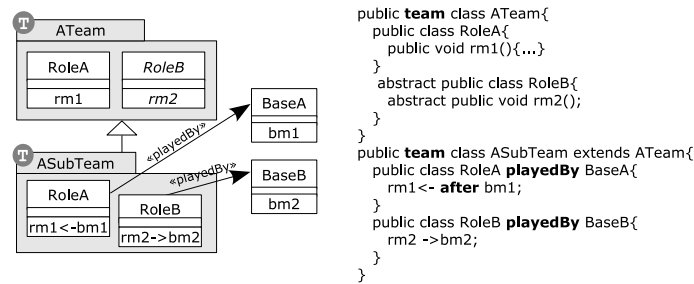 T
ATeam
RoleA
rm1
RoleB
rm2
«playedBy»
BaseA
bm1
T
ASubTeam
RoleA
rm1<-bm1
RoleB
rm2->bm2
«playedBy»
BaseB
bm2
public team class ATeam{
public class RoleA{
public void rm1(){...}
}
abstract public class RoleB{
abstract public void rm2();
}
}
public team class ASubTeam extends ATeam{
public class RoleA playedBy BaseA{
rm1<- after bm1;
}
public class RoleB playedBy BaseB{
rm2 ->bm2;
}
}